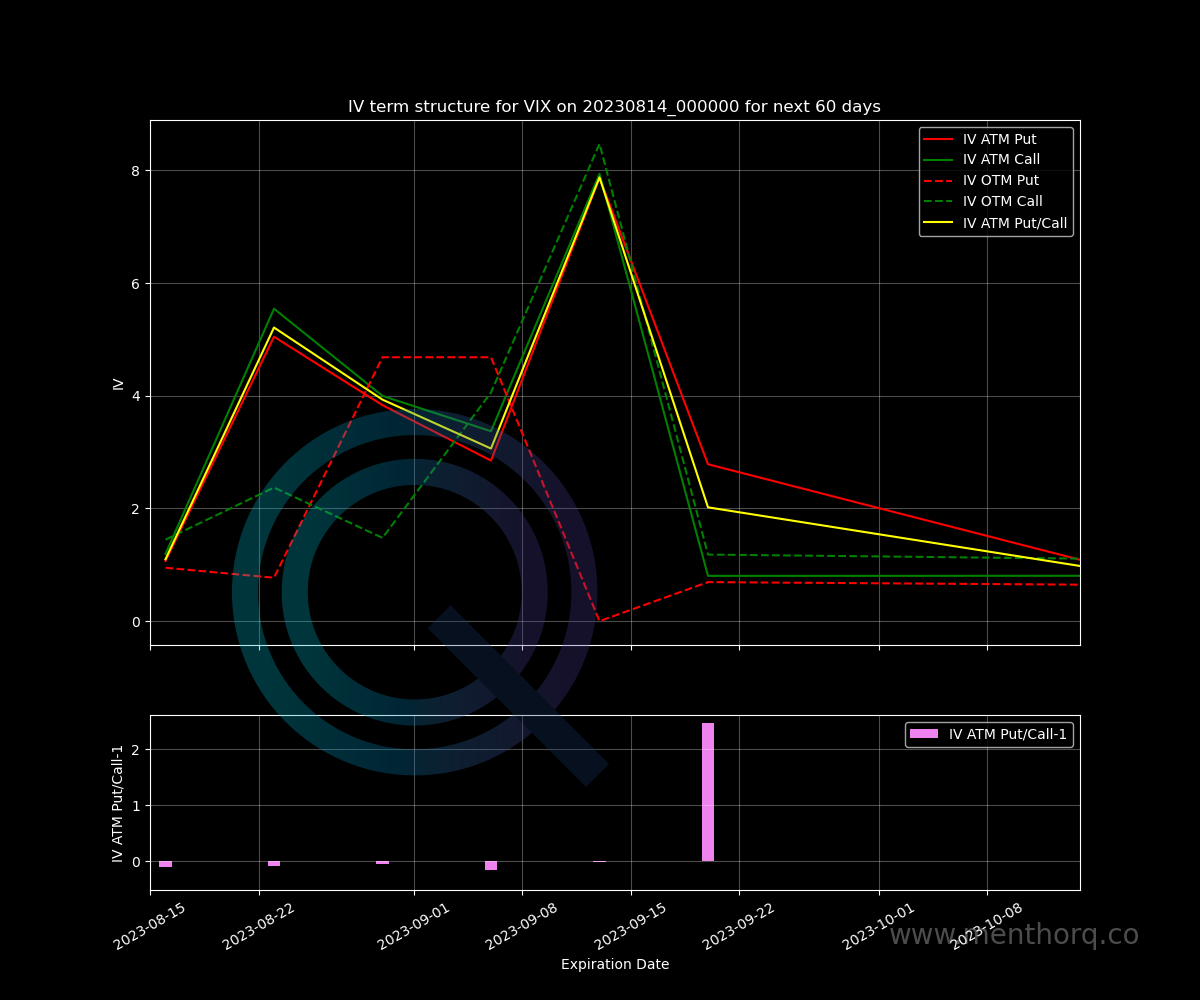 IV term structure for VIX on 20230814_000000 for next 60 days
IV ATM Put
IV ATM Call
IV OTM Put
IV OTM Call
IV ATM Put/Call
8
6
4
2
0
IV
IV ATM Put/Call-1
2
1
0
IV ATM Put/Call-1
2023-08-15
2023-08-22
2023-09-01
2023-09-08
2023-09-15
2023-09-22
2023-10-01
2023-10-08
www.menthorq.co
Expiration Date